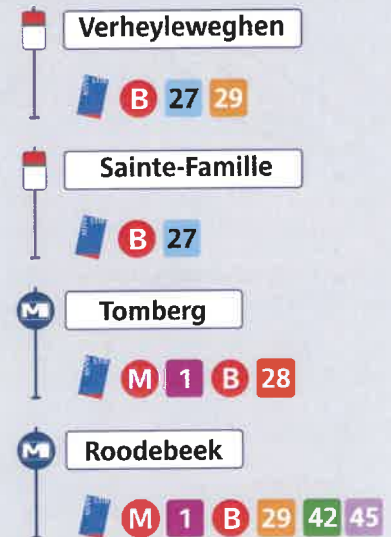 Verheyleweghen
B 27 29
Sainte-Famille
B 27
M
Tomberg
M 1 B 28
M
Roodebeek
M 1 B 29 42 45